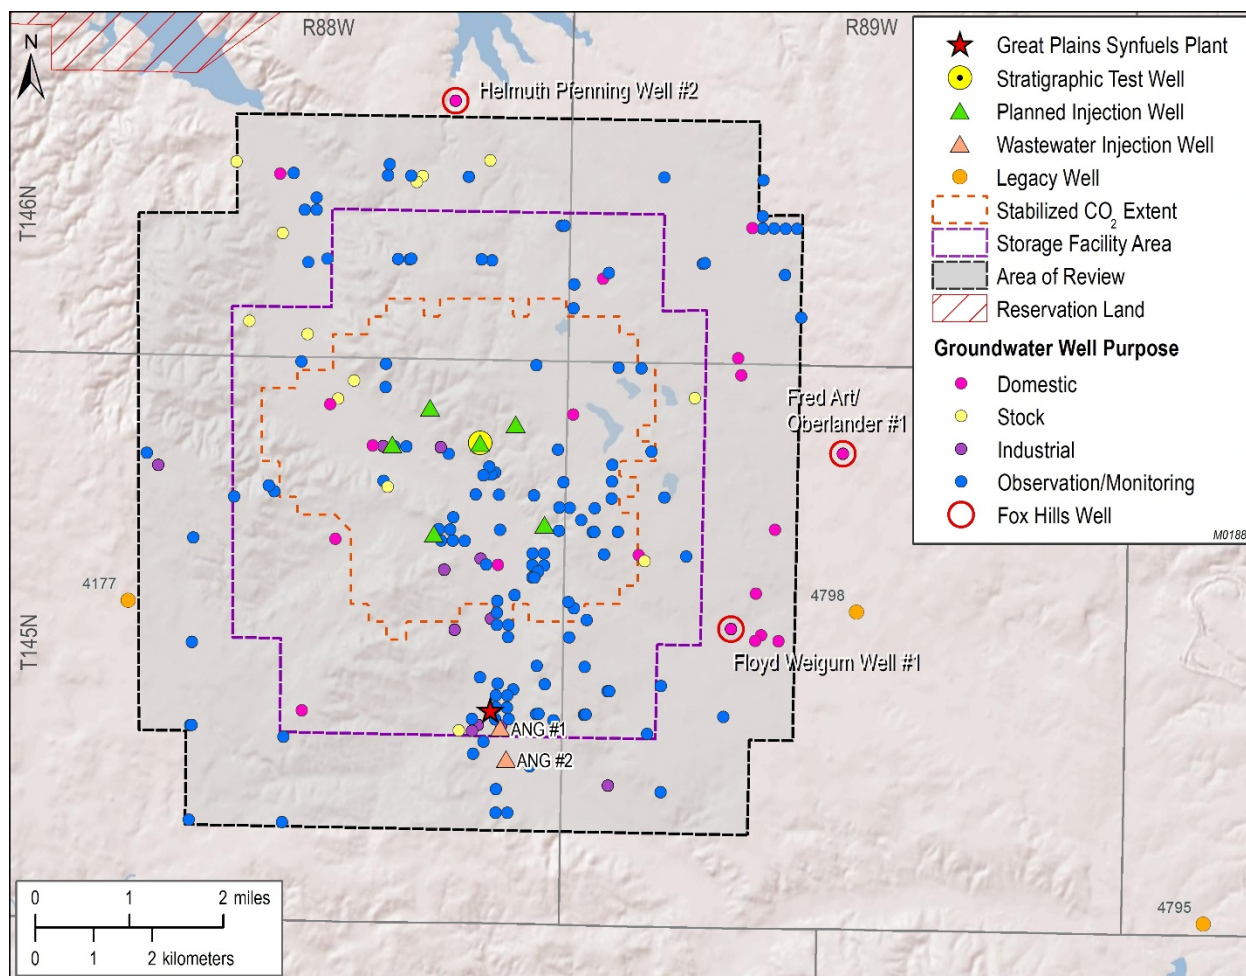 R88W
R89W
N
Helmuth Pfenning Well #2
T146N
Great Plains Synfuels Plant
Stratigraphic Test Well
Planned Injection Well
Wastewater Injection Well
Legacy Well
Stabilized CO2 Extent
Storage Facility Area
Area of Review
Reservation Land
Groundwater Well Purpose
Domestic
Stock
Industrial
Observation/Monitoring
Fox Hills Well
M0188
Fred Art/
Oberlander #1
4177
4798
T145N
Floyd Weigum Well #1
ANG #1
ANG #2
0 1 2 miles
0 1 2 kilometers
4795